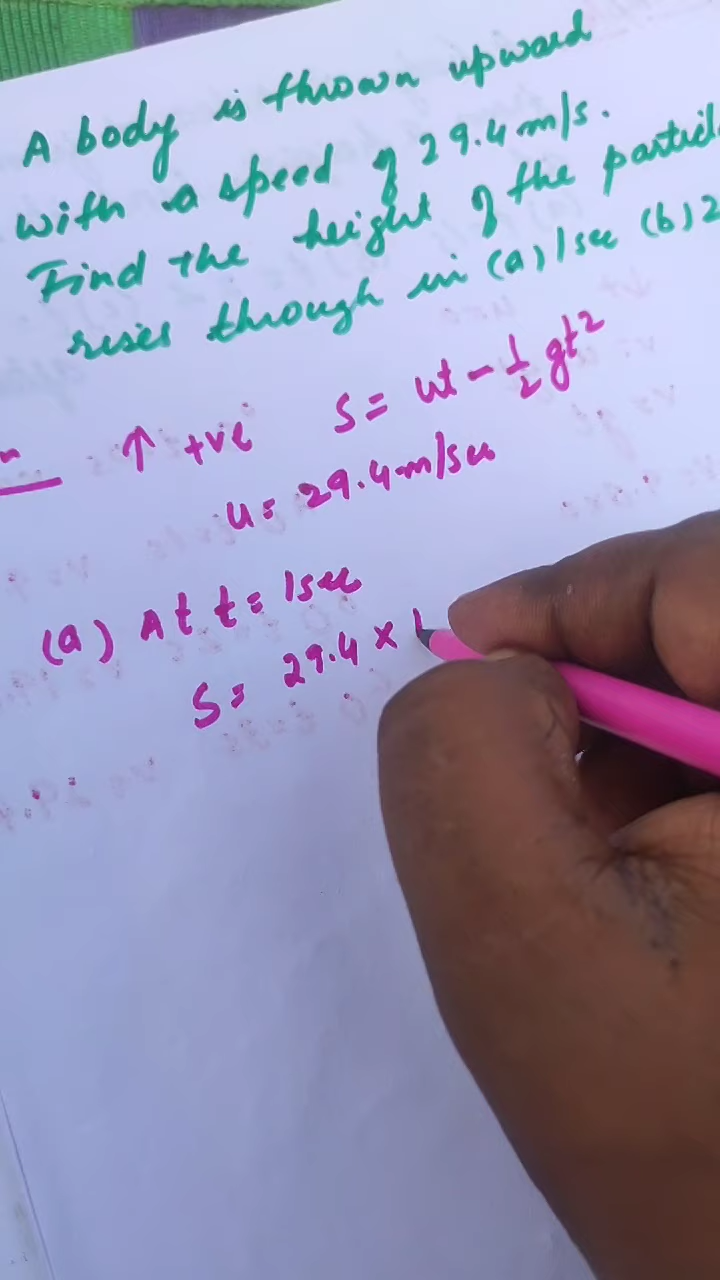 A body is thrown upward
with a speed of 29.4 m/s.
Find the height of the
rises through in (a) 1 sec (b) 2
↑ +ve S = ut - 1/2 gt²
u = 29.4 m/sec
(a) At t = 1 sec
S = 29.4 × 1